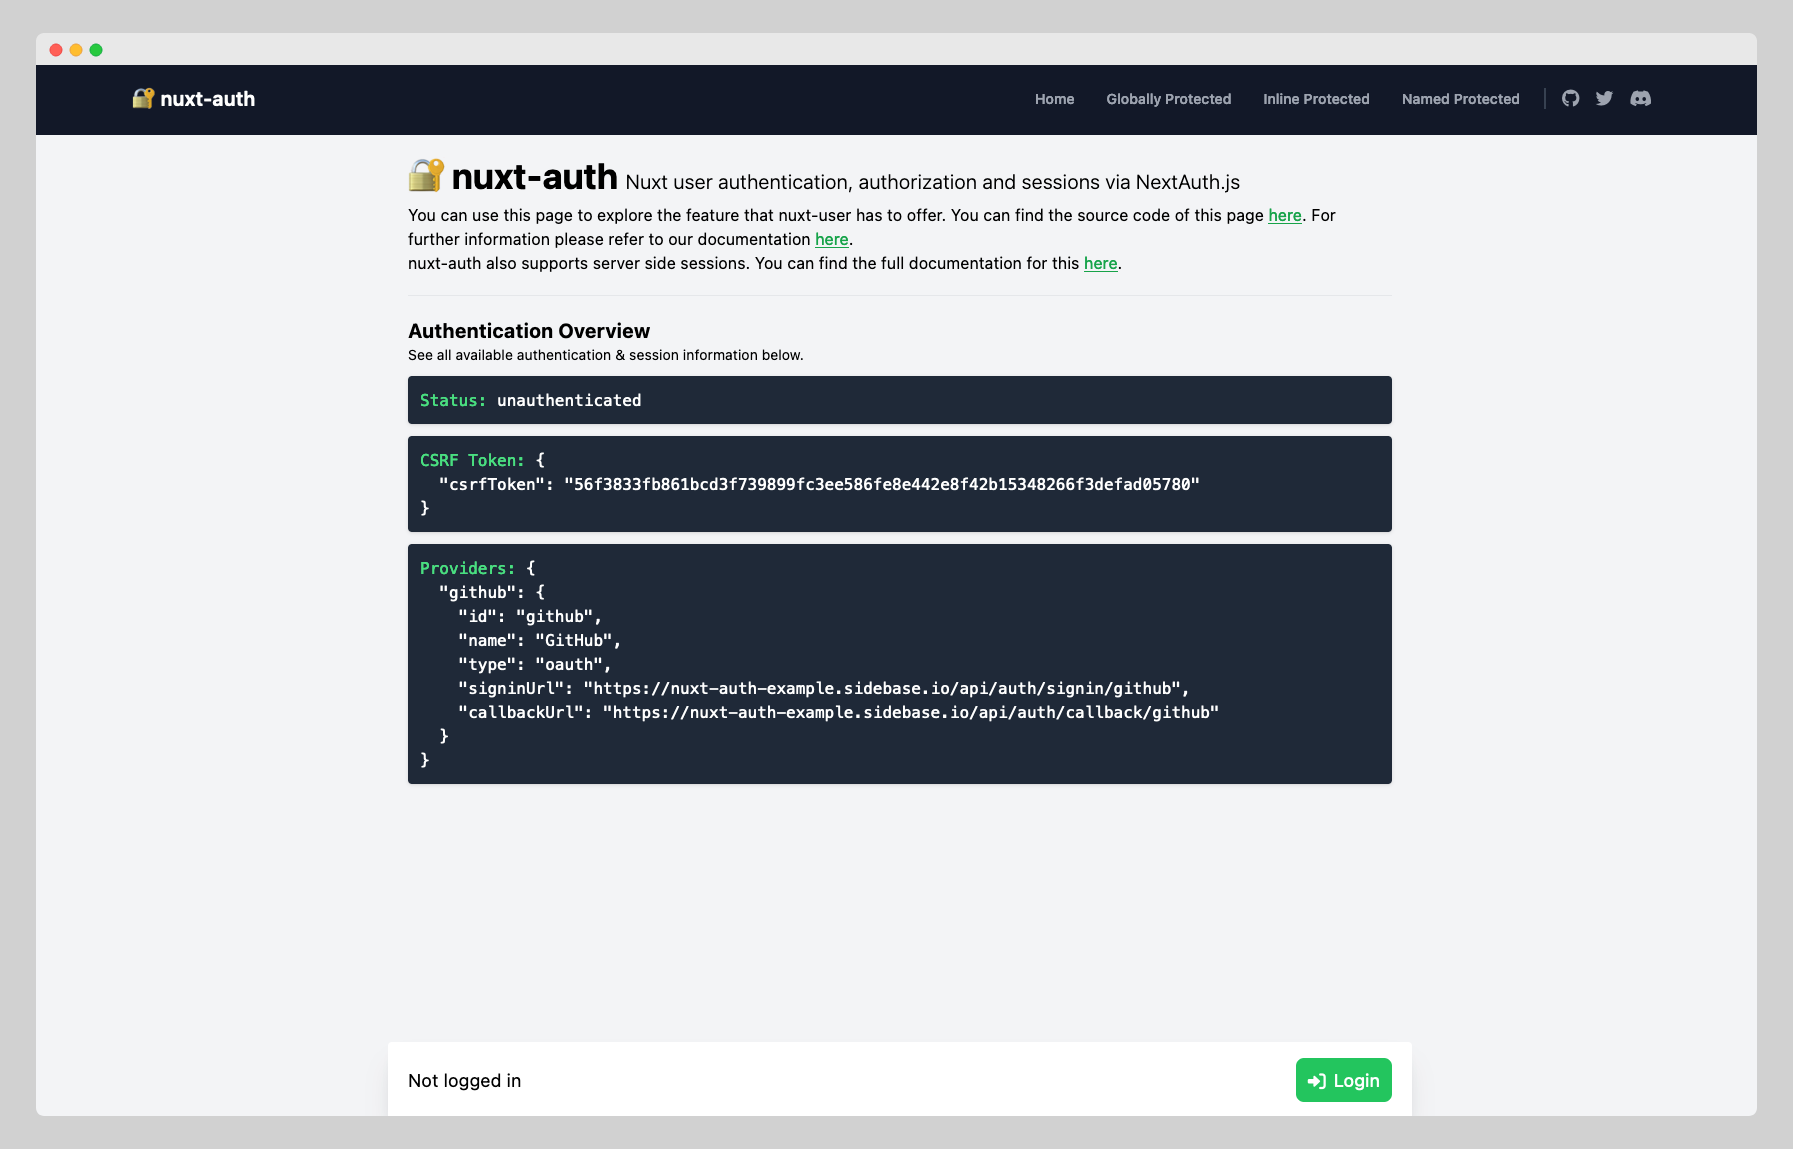 nuxt-auth
Home Globally Protected Inline Protected Named Protected
nuxt-auth Nuxt user authentication, authorization and sessions via NextAuth.js
You can use this page to explore the feature that nuxt-user has to offer. You can find the source code of this page here. For
further information please refer to our documentation here.
nuxt-auth also supports server side sessions. You can find the full documentation for this here.
Authentication Overview
See all available authentication & session information below.
Status: unauthenticated
CSRF Token: {
"csrfToken": "56f3833fb861bcd3f739899fc3ee586fe8e442e8f42b15348266f3defad05780"
}
Providers: {
"github": {
"id": "github",
"name": "GitHub",
"type": "oauth",
"signinUrl": "https://nuxt-auth-example.sidebase.io/api/auth/signin/github",
"callbackUrl": "https://nuxt-auth-example.sidebase.io/api/auth/callback/github"
}
}
Not logged in
Login